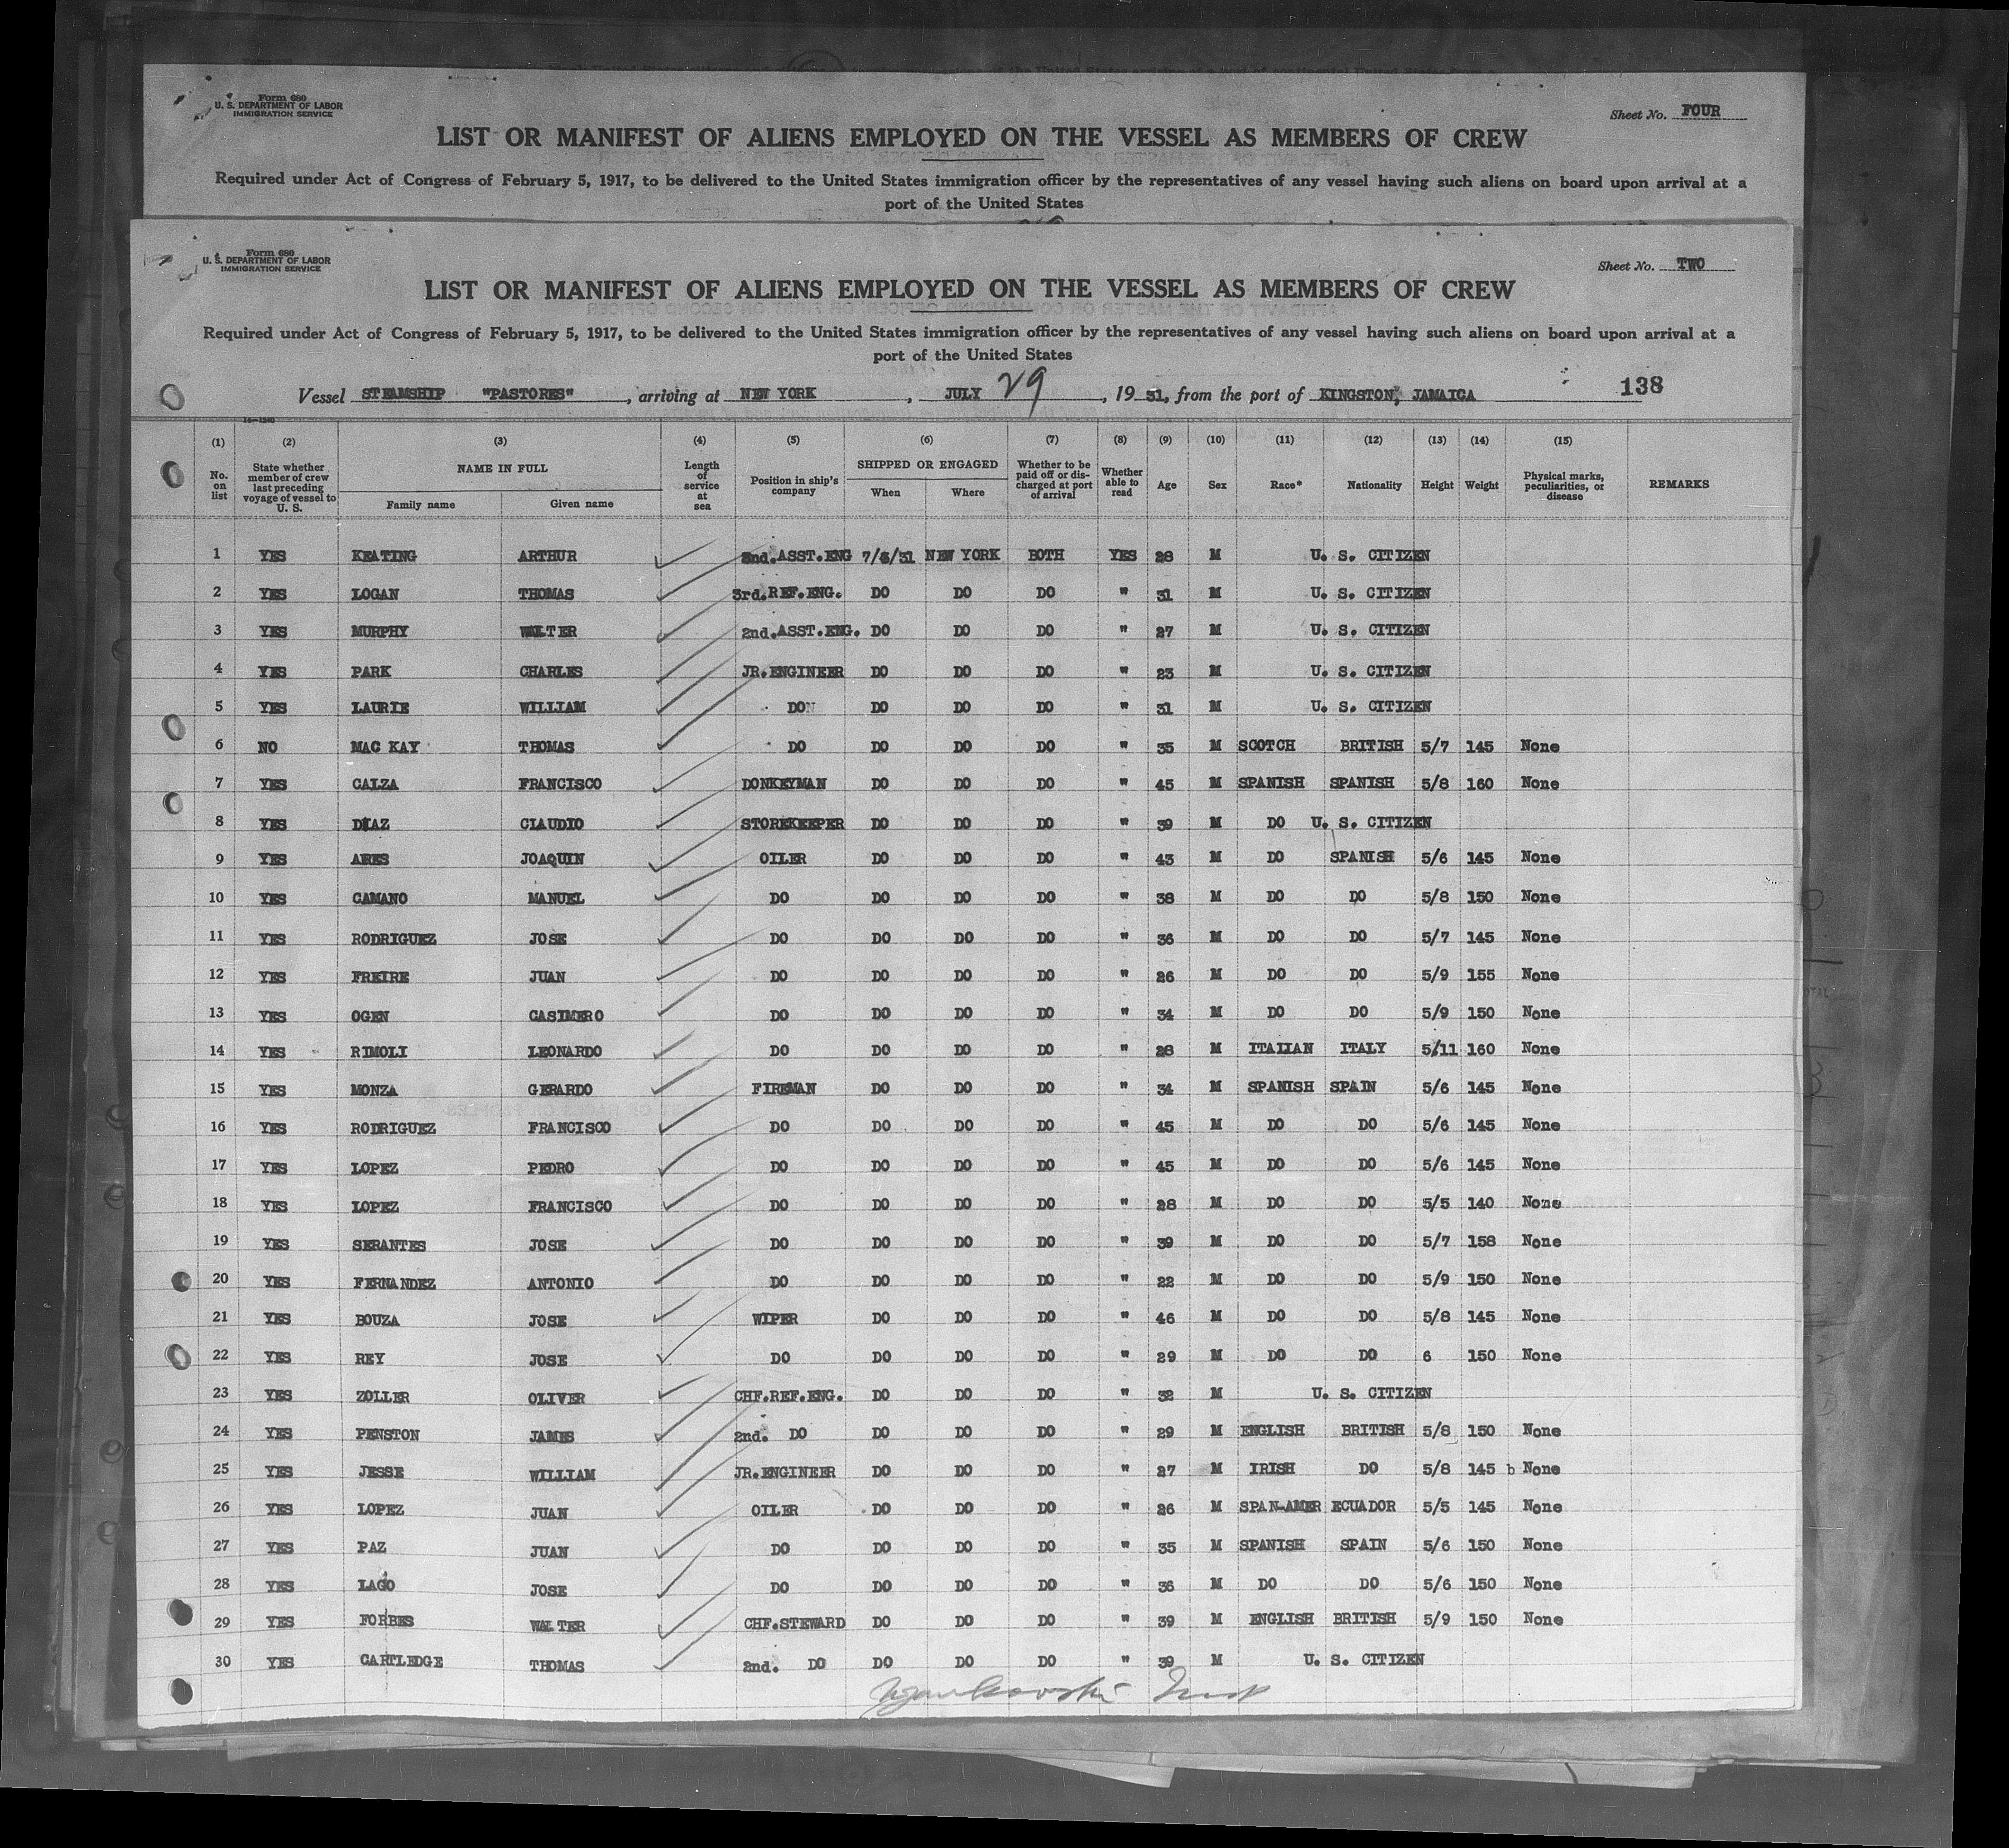 Form 680
U. S. DEPARTMENT OF LABOR
IMMIGRATION SERVICE
Sheet No. FOUR
LIST OR MANIFEST OF ALIENS EMPLOYED ON THE VESSEL AS MEMBERS OF CREW
Required under Act of Congress of February 5, 1917, to be delivered to the United States immigration officer by the representatives of any vessel having such aliens on board upon arrival at a
port of the United States
Form 680
U. S. DEPARTMENT OF LABOR
IMMIGRATION SERVICE
Sheet No. TWO
LIST OR MANIFEST OF ALIENS EMPLOYED ON THE VESSEL AS MEMBERS OF CREW
Required under Act of Congress of February 5, 1917, to be delivered to the United States immigration officer by the representatives of any vessel having such aliens on board upon arrival at a
port of the United States
Vessel STEAMSHIP "PASTORES", arriving at NEW YORK, JULY 29, 1931, from the port of KINGSTON, JAMAICA 138
(1) (2) (3) (4) (5) (6) (7) (8) (9) (10) (11) (12) (13) (14) (15)
No. on list State whether member of crew last preceding voyage of vessel to U. S. NAME IN FULL Family name Given name Length of service at sea Position in ship's company SHIPPED OR ENGAGED When Where Whether to be paid off or discharged at port of arrival Whether able to read Age Sex Race* Nationality Height Weight Physical marks, peculiarities, or disease REMARKS
1 YES KEATING ARTHUR 2nd.ASST.ENG 7/3/31 NEW YORK BOTH YES 28 M U. S. CITIZEN
2 YES LOGAN THOMAS 3rd.REF.ENG. DO DO DO " 31 M U. S. CITIZEN
3 YES MURPHY WALTER 2nd.ASST.ENG. DO DO DO " 27 M U. S. CITIZEN
4 YES PARK CHARLES JR.ENGINEER DO DO DO " 23 M U. S. CITIZEN
5 YES LAURIE WILLIAM DO DO DO DO " 31 M U. S. CITIZEN
6 NO MAC KAY THOMAS DO DO DO DO " 35 M SCOTCH BRITISH 5/7 145 None
7 YES CALZA FRANCISCO DONKEYMAN DO DO DO " 45 M SPANISH SPANISH 5/8 160 None
8 YES DIAZ CLAUDIO STOREKEEPER DO DO DO " 39 M DO U. S. CITIZEN
9 YES ARES JOAQUIN OILER DO DO DO " 43 M DO SPANISH 5/6 145 None
10 YES CAMANO MANUEL DO DO DO DO " 38 M DO DO 5/8 150 None
11 YES RODRIGUEZ JOSE DO DO DO DO " 36 M DO DO 5/7 145 None
12 YES FREIRE JUAN DO DO DO DO " 26 M DO DO 5/9 155 None
13 YES OGEN CASIMERO DO DO DO DO " 34 M DO DO 5/9 150 None
14 YES RIMOLI LEONARDO DO DO DO DO " 28 M ITALIAN ITALY 5/11 160 None
15 YES MONZA GERARDO FIREMAN DO DO DO " 34 M SPANISH SPAIN 5/6 145 None
16 YES RODRIGUEZ FRANCISCO DO DO DO DO " 45 M DO DO 5/6 145 None
17 YES LOPEZ PEDRO DO DO DO DO " 45 M DO DO 5/6 145 None
18 YES LOPEZ FRANCISCO DO DO DO DO " 28 M DO DO 5/5 140 None
19 YES SERANTES JOSE DO DO DO DO " 39 M DO DO 5/7 158 None
20 YES FERNANDEZ ANTONIO DO DO DO DO " 22 M DO DO 5/9 150 None
21 YES BOUZA JOSE WIPER DO DO DO " 46 M DO DO 5/8 145 None
22 YES REY JOSE DO DO DO DO " 29 M DO DO 6 150 None
23 YES ZOLLER OLIVER CHF.REF.ENG. DO DO DO " 32 M U. S. CITIZEN
24 YES PENSTON JAMES 2nd. DO DO DO DO " 29 M ENGLISH BRITISH 5/8 150 None
25 YES JESSE WILLIAM JR.ENGINEER DO DO DO " 27 M IRISH DO 5/8 145 b None
26 YES LOPEZ JUAN OILER DO DO DO " 26 M SPAN-AMER ECUADOR 5/5 145 None
27 YES PAZ JUAN DO DO DO DO " 35 M SPANISH SPAIN 5/6 150 None
28 YES LAGO JOSE DO DO DO DO " 36 M DO DO 5/6 150 None
29 YES FORBES WALTER CHF.STEWARD DO DO DO " 39 M ENGLISH BRITISH 5/9 150 None
30 YES CARTLEDGE THOMAS 2nd. DO DO DO DO " 39 M U. S. CITIZEN